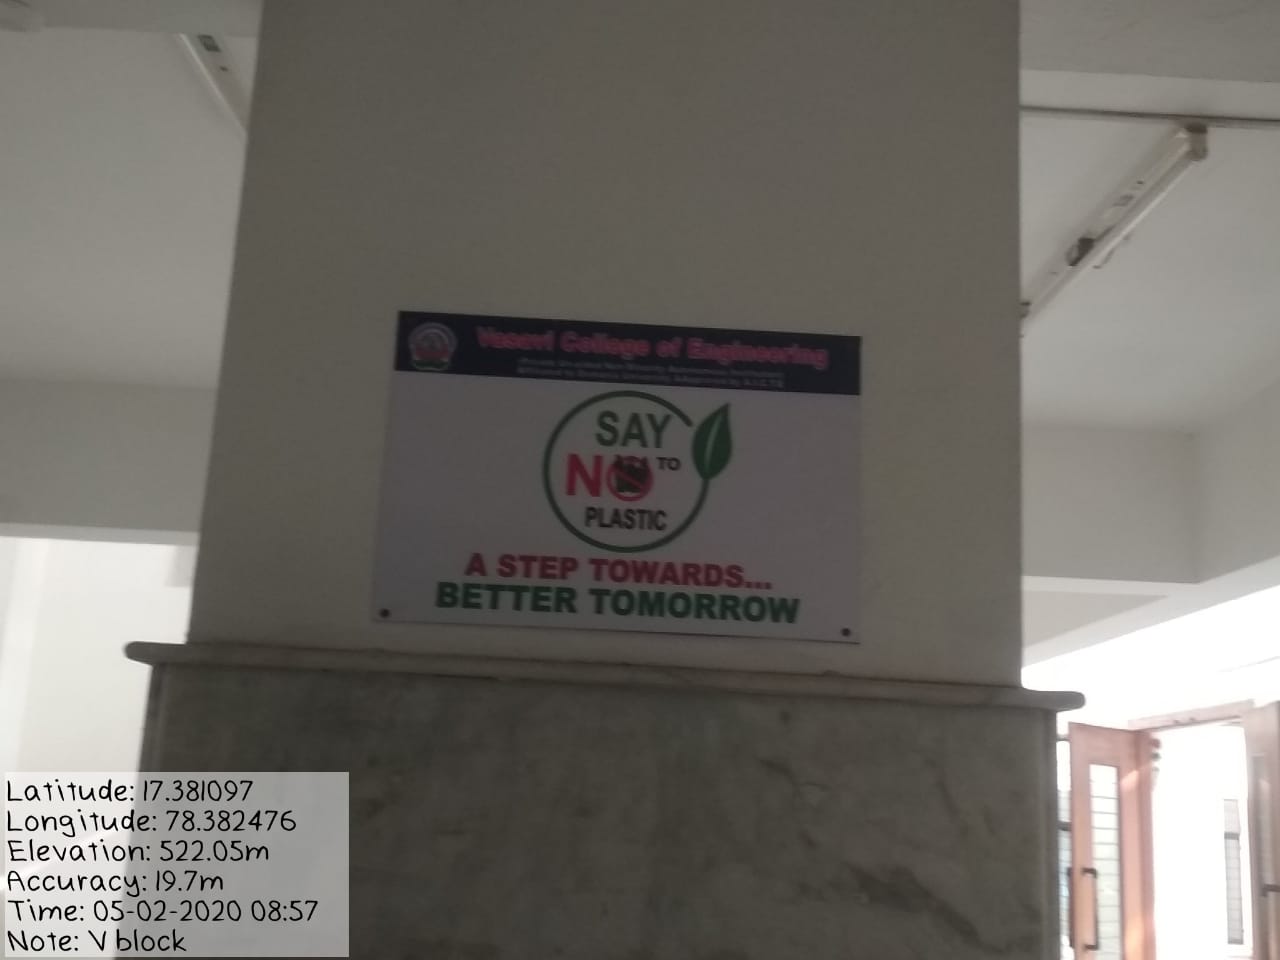 Vasavi College of Engineering
SAY
NO TO
PLASTIC
A STEP TOWARDS...
BETTER TOMORROW
Latitude: 17.381097
Longitude: 78.382476
Elevation: 522.05m
Accuracy: 19.7m
Time: 05-02-2020 08:57
Note: V block